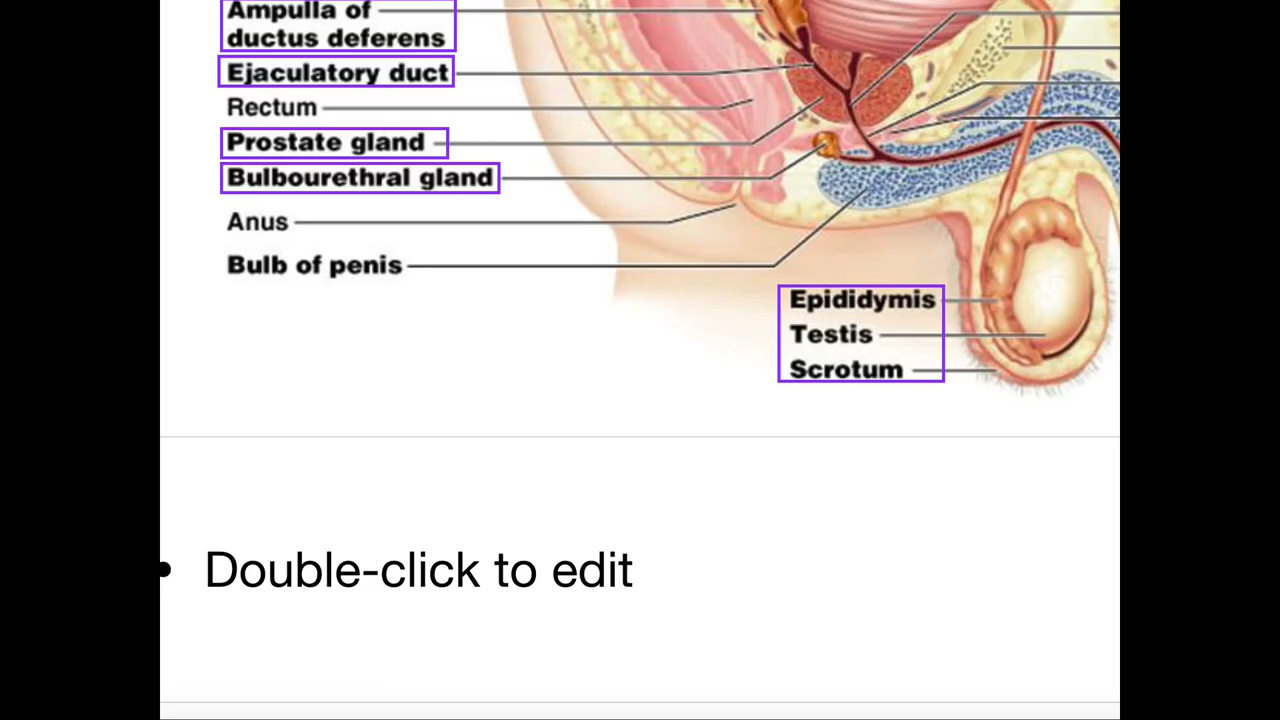 Ampulla of
ductus deferens
Ejaculatory duct
Rectum
Prostate gland
Bulbourethral gland
Anus
Bulb of penis
Epididymis
Testis
Scrotum
• Double-click to edit